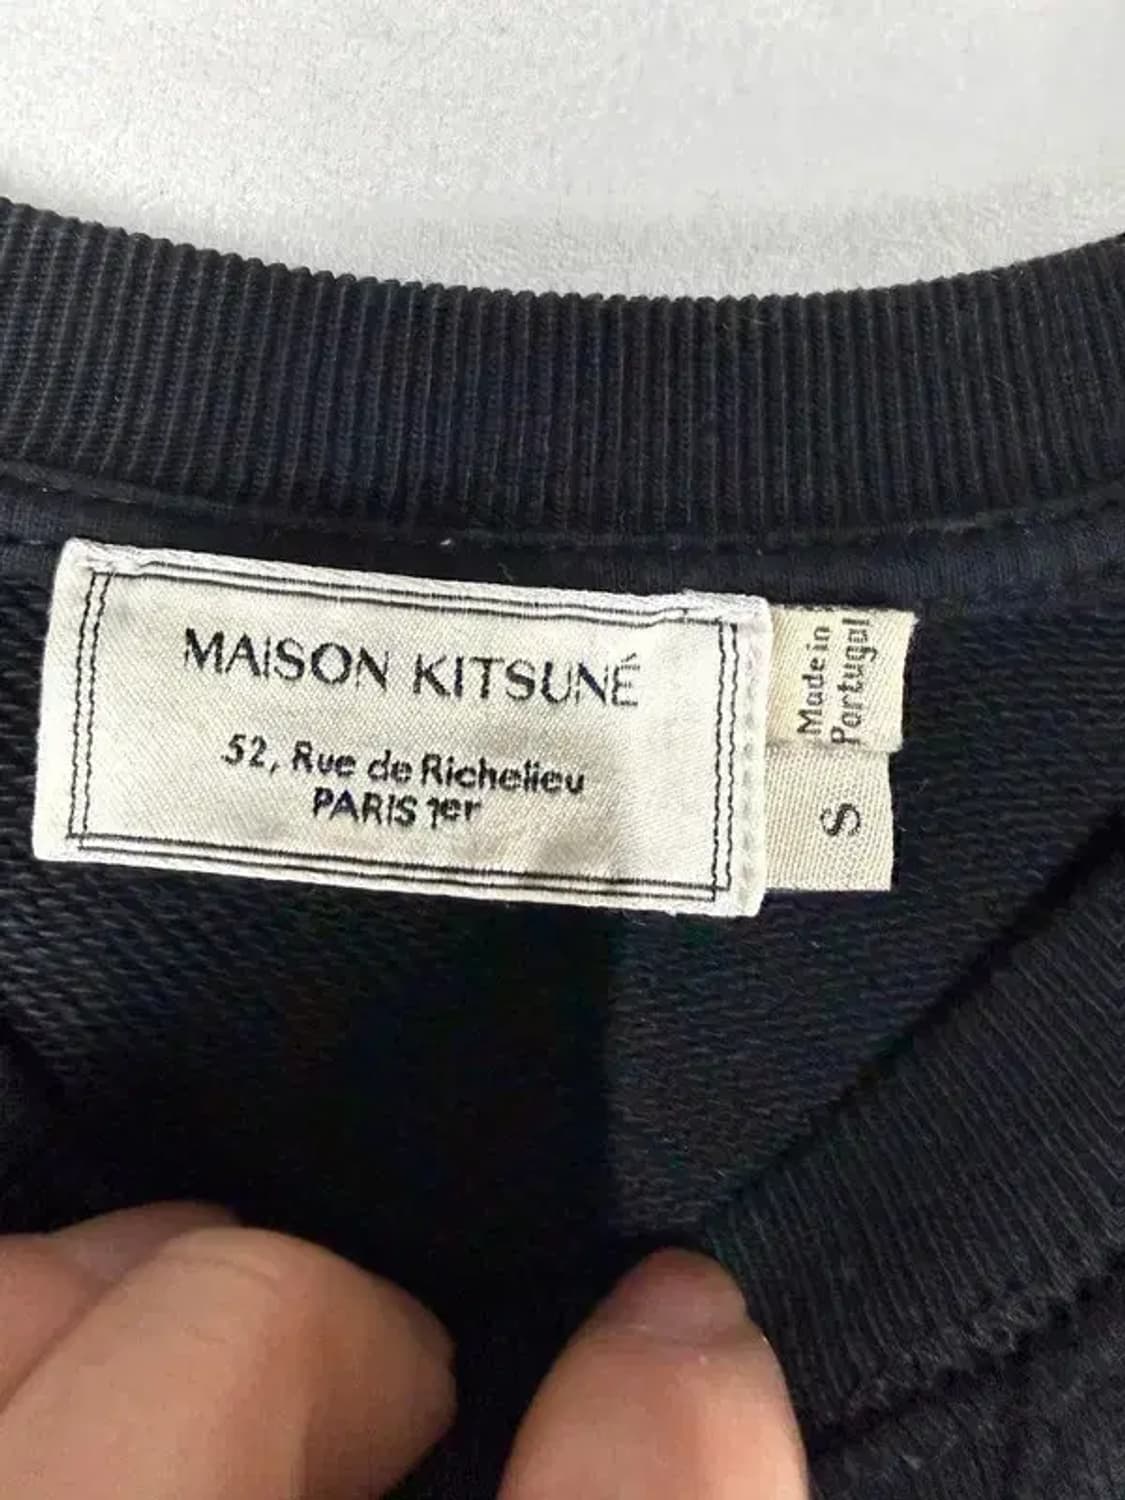 MAISON KITSUNÉ
52, Rue de Richelieu
PARIS 1er
Made in
Portugal
S